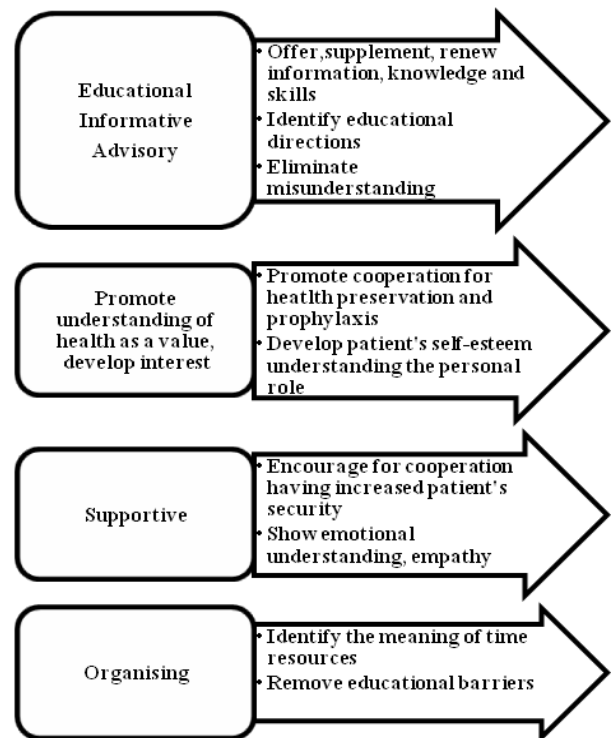 Educational
Informative
Advisory
• Offer,supplement, renew
information, knowledge and
skills
• Identify educational
directions
• Eliminate
misunderstanding
Promote
understanding of
health as a value,
develop interest
• Promote cooperation for
heatlth preservation and
prophylaxis
• Develop patient's self-esteem
understanding the personal
role
Supportive
• Encourage for cooperation
having increased patient's
security
• Show emotional
understanding, empathy
Organising
• Identify the meaning of time
resources
• Remove educational barriers